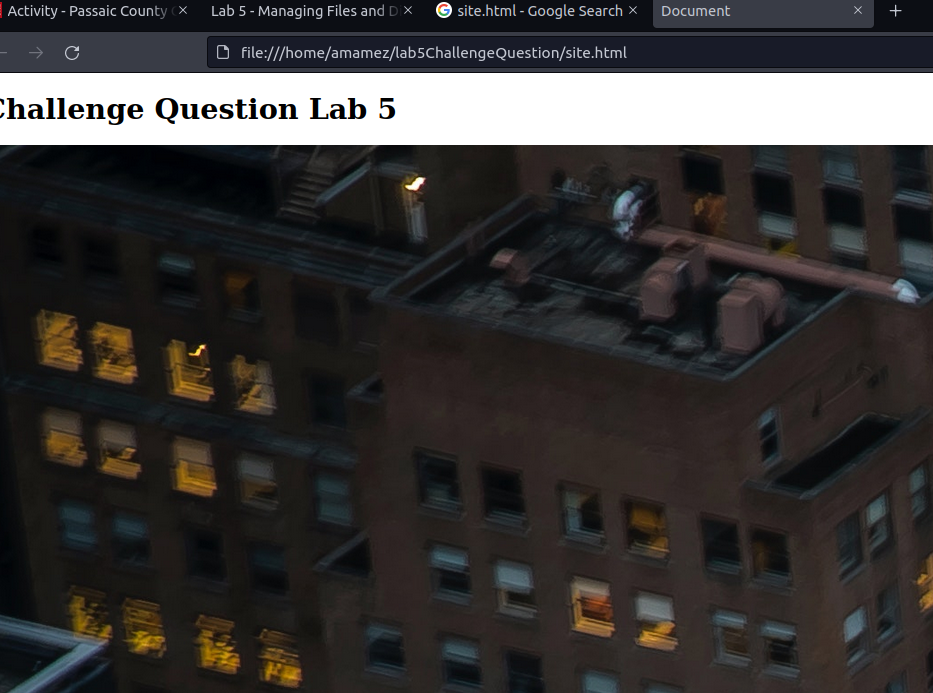 Activity - Passaic County
Lab 5 - Managing Files and D
site.html - Google Search
Document
file:///home/amamez/lab5ChallengeQuestion/site.html
Challenge Question Lab 5